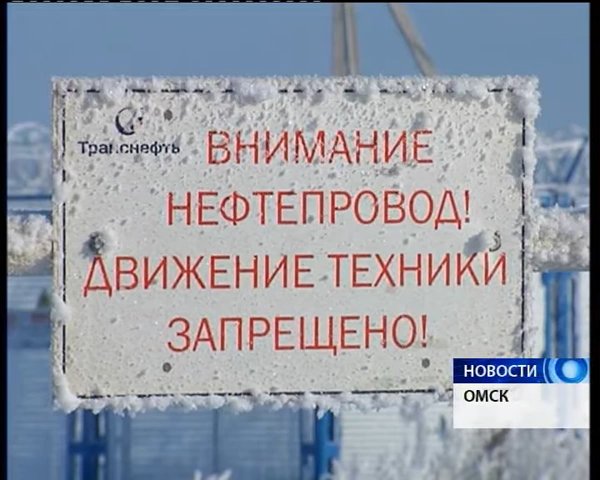 Транснефть
ВНИМАНИЕ
НЕФТЕПРОВОД!
ДВИЖЕНИЕ ТЕХНИКИ
ЗАПРЕЩЕНО!
НОВОСТИ
ОМСК